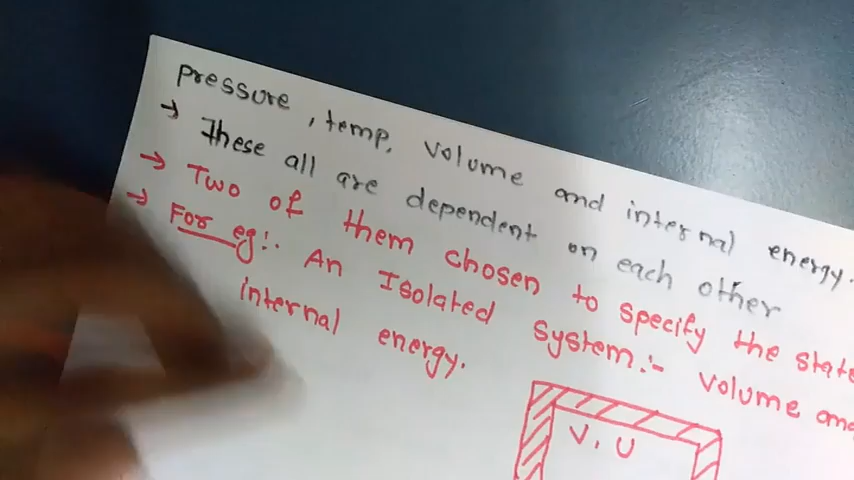 pressure, temp, volume and internal energy.
→ These all are dependent on each other
→ Two of them chosen to specify the state
→ For eg:- An Isolated system:- volume and
internal energy.
V, U